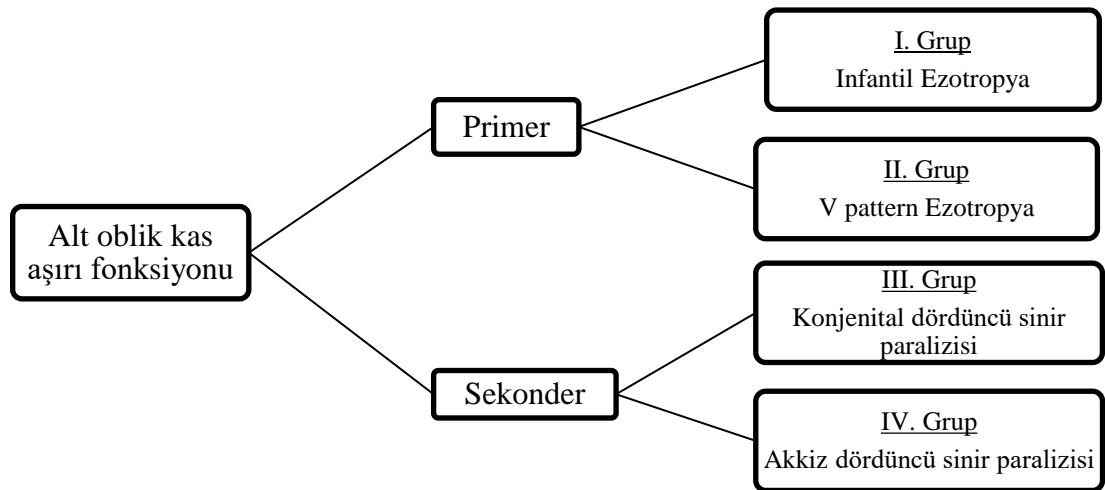 Alt oblik kas
aşırı fonksiyonu
Primer
I. Grup
Infantil Ezotropya
II. Grup
V pattern Ezotropya
Sekonder
III. Grup
Konjenital dördüncü sinir
paralizisi
IV. Grup
Akkiz dördüncü sinir paralizisi